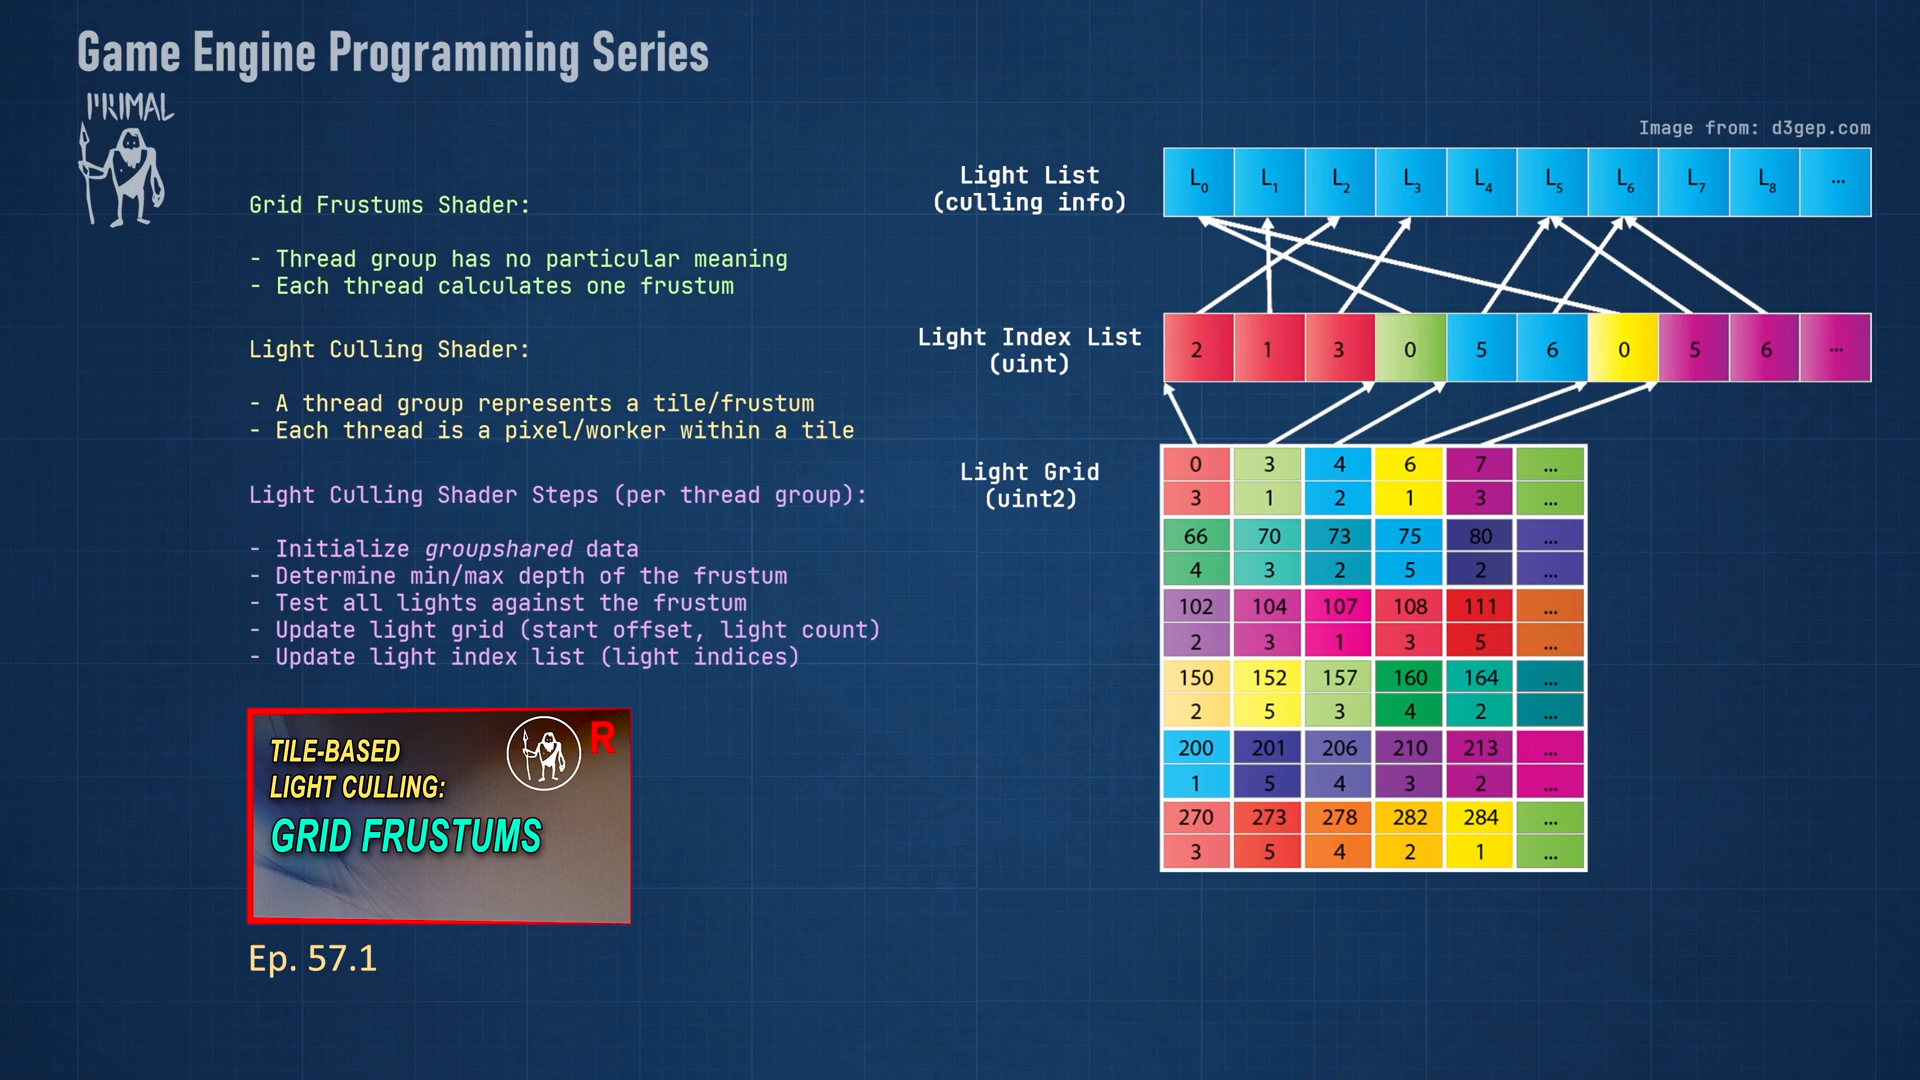 Game Engine Programming Series
PRIMAL
Image from: d3gep.com
Grid Frustums Shader:
- Thread group has no particular meaning
- Each thread calculates one frustum
Light Culling Shader:
- A thread group represents a tile/frustum
- Each thread is a pixel/worker within a tile
Light Culling Shader Steps (per thread group):
- Initialize groupshared data
- Determine min/max depth of the frustum
- Test all lights against the frustum
- Update light grid (start offset, light count)
- Update light index list (light indices)
TILE-BASED
LIGHT CULLING:
GRID FRUSTUMS
R
Ep. 57.1
Light List
(culling info)
L0 L1 L2 L3 L4 L5 L6 L7 L8 ...
Light Index List
(uint)
2 1 3 0 5 6 0 5 6 ...
Light Grid
(uint2)
0 3 4 6 7 ...
3 1 2 1 3 ...
66 70 73 75 80 ...
4 3 2 5 2 ...
102 104 107 108 111 ...
2 3 1 3 5 ...
150 152 157 160 164 ...
2 5 3 4 2 ...
200 201 206 210 213 ...
1 5 4 3 2 ...
270 273 278 282 284 ...
3 5 4 2 1 ...